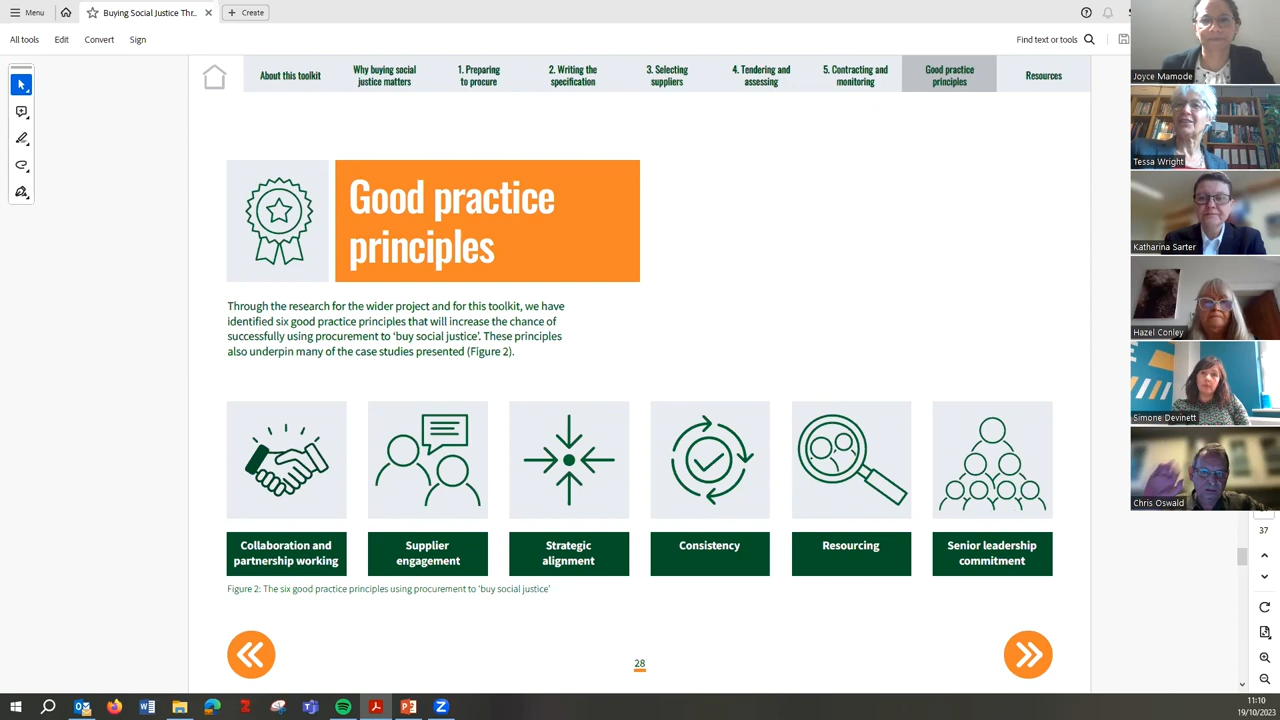 Menu
Buying Social Justice Thr...
Create
All tools
Edit
Convert
Sign
Find text or tools
About this toolkit
Why buying social
justice matters
1. Preparing
to procure
2. Writing the
specification
3. Selecting
suppliers
4. Tendering and
assessing
5. Contracting and
monitoring
Good practice
principles
Resources
Good practice
principles
Through the research for the wider project and for this toolkit, we have
identified six good practice principles that will increase the chance of
successfully using procurement to ‘buy social justice’. These principles
also underpin many of the case studies presented (Figure 2).
Collaboration and
partnership working
Supplier
engagement
Strategic
alignment
Consistency
Resourcing
Senior leadership
commitment
Figure 2: The six good practice principles using procurement to ‘buy social justice’
28
Joyce Mamode
Tessa Wright
Katharina Sarter
Hazel Conley
Simone Devinett
Chris Oswald
37
11:10
19/10/2023